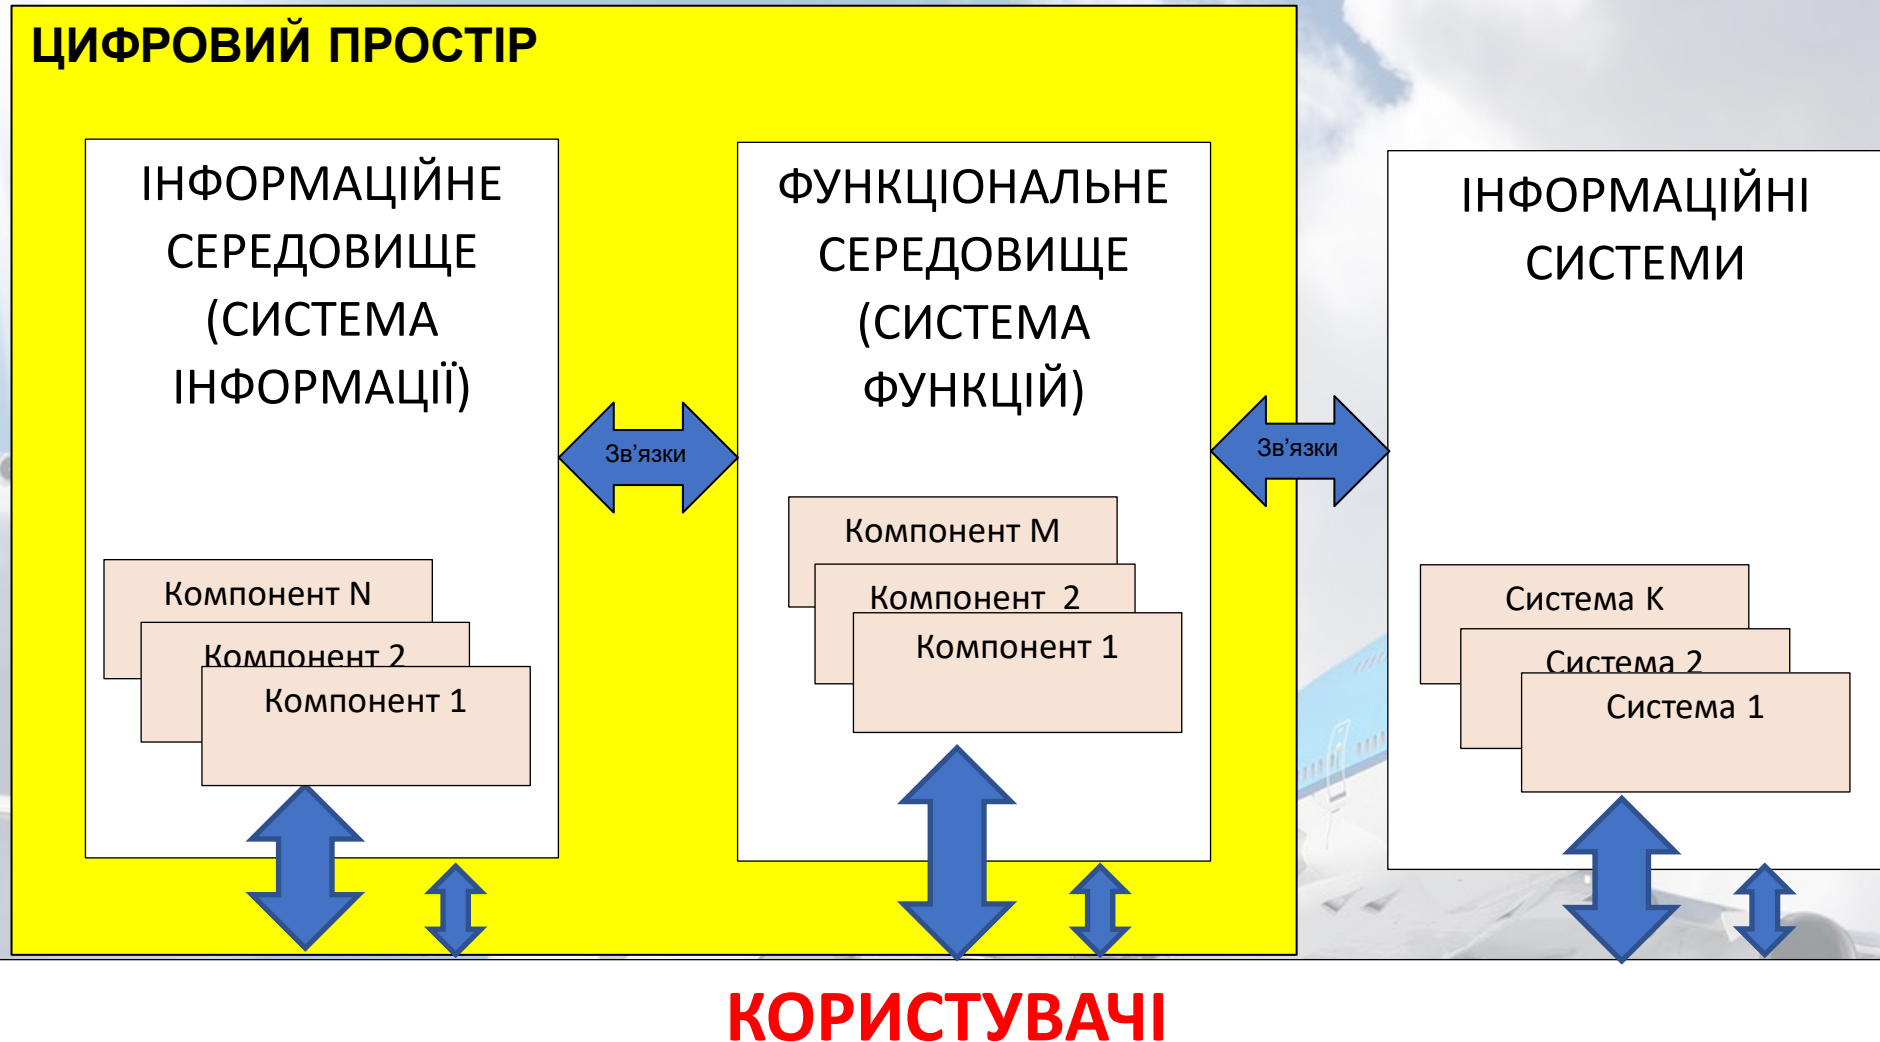 ЦИФРОВИЙ ПРОСТІР
ІНФОРМАЦІЙНЕ
СЕРЕДОВИЩЕ
(СИСТЕМА
ІНФОРМАЦІЇ)
Компонент N
Компонент 2
Компонент 1
Зв’язки
ФУНКЦІОНАЛЬНЕ
СЕРЕДОВИЩЕ
(СИСТЕМА
ФУНКЦІЙ)
Компонент М
Компонент 2
Компонент 1
Зв’язки
ІНФОРМАЦІЙНІ
СИСТЕМИ
Система K
Система 2
Система 1
КОРИСТУВАЧІ